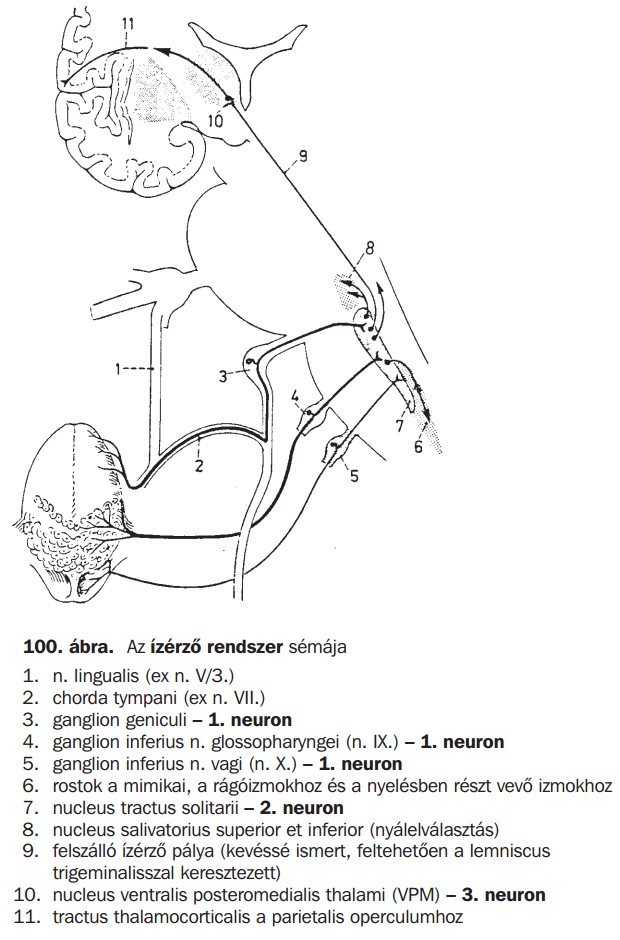 11
10
9
8
1
3
4
7
6
2
5
100. ábra. Az ízérző rendszer sémája
1. n. lingualis (ex n. V/3.)
2. chorda tympani (ex n. VII.)
3. ganglion geniculi – 1. neuron
4. ganglion inferius n. glossopharyngei (n. IX.) – 1. neuron
5. ganglion inferius n. vagi (n. X.) – 1. neuron
6. rostok a mimikai, a rágóizmokhoz és a nyelésben részt vevő izmokhoz
7. nucleus tractus solitarii – 2. neuron
8. nucleus salivatorius superior et inferior (nyálelválasztás)
9. felszálló ízérző pálya (kevéssé ismert, feltehetően a lemniscus
trigeminalisszal keresztezett)
10. nucleus ventralis posteromedialis thalami (VPM) – 3. neuron
11. tractus thalamocorticalis a parietalis operculumhoz